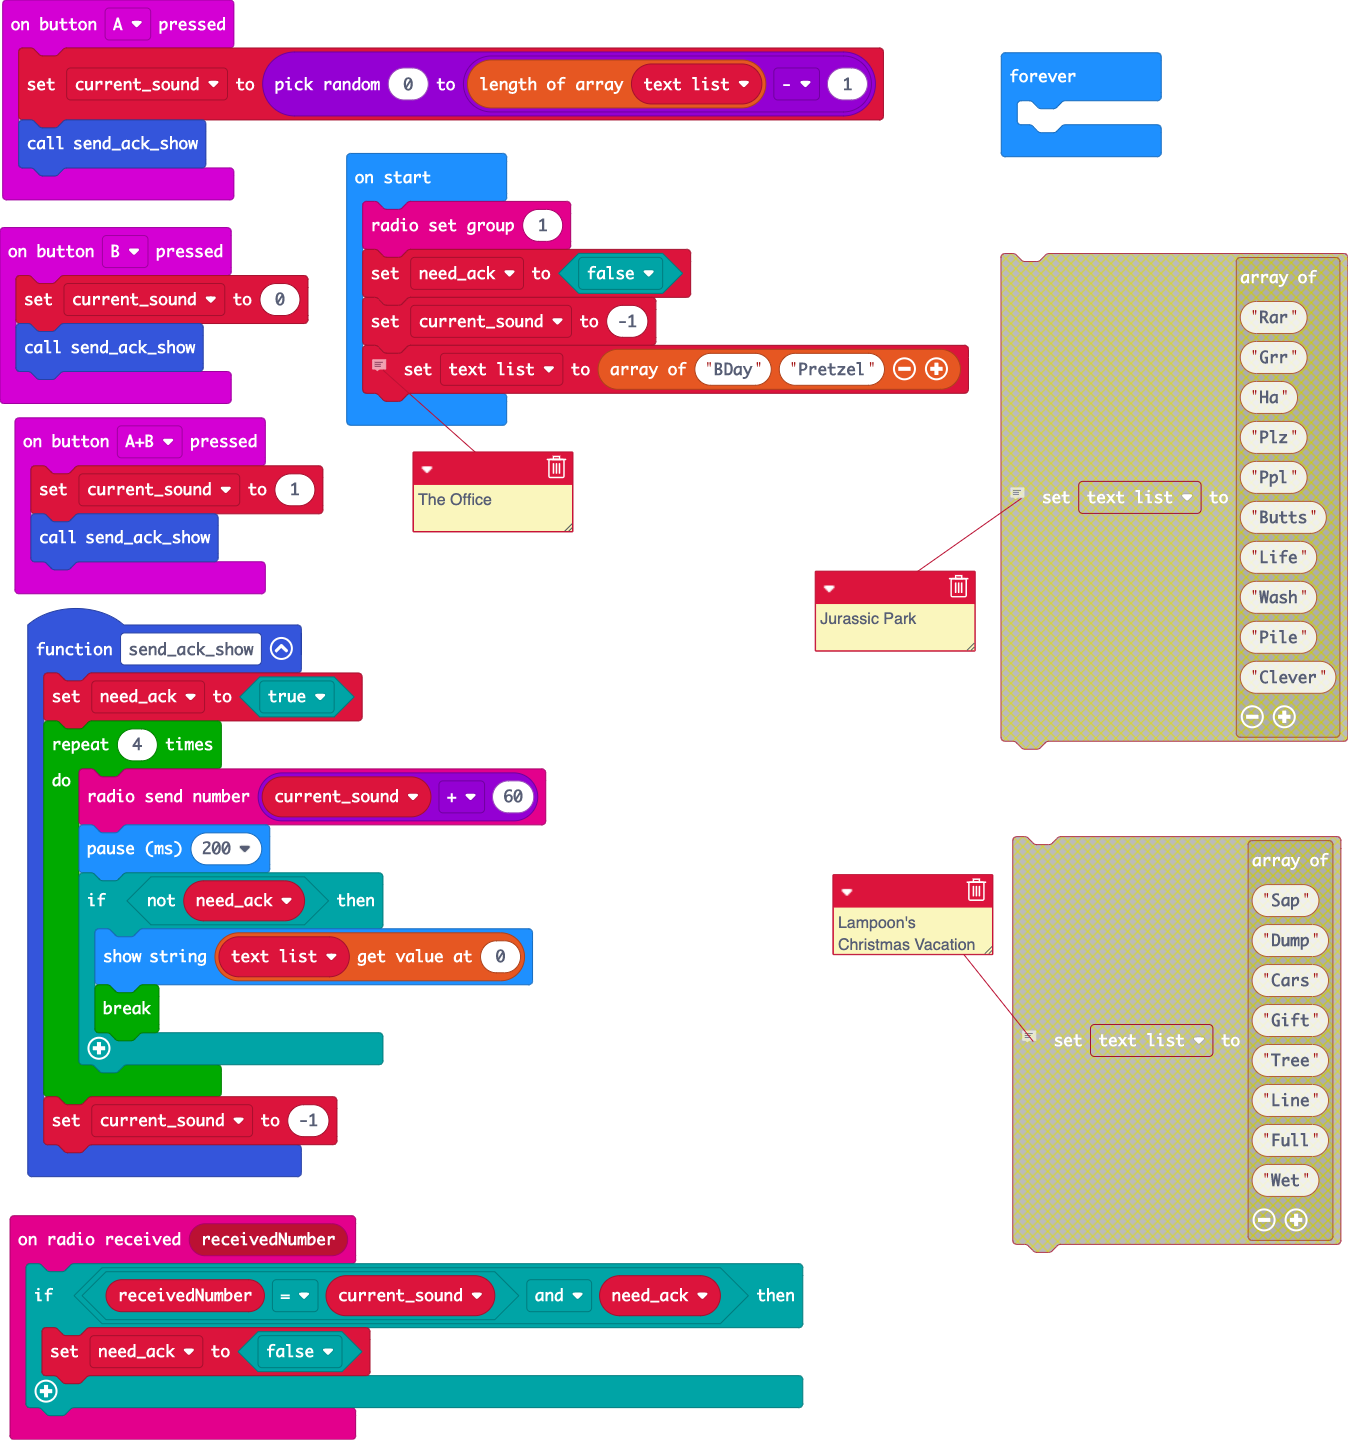 on button A pressed
set current_sound to pick random 0 to length of array text list - 1
call send_ack_show
forever
on start
radio set group 1
set need_ack to false
set current_sound to -1
set text list to array of "BDay" "Pretzel"
The Office
on button B pressed
set current_sound to 0
call send_ack_show
on button A+B pressed
set current_sound to 1
call send_ack_show
function send_ack_show
set need_ack to true
repeat 4 times
do
radio send number current_sound + 60
pause (ms) 200
if not need_ack then
show string text list get value at 0
break
set current_sound to -1
on radio received receivedNumber
if receivedNumber = current_sound and need_ack then
set need_ack to false
Jurassic Park
set text list to
array of
"Rar"
"Grr"
"Ha"
"Plz"
"Ppl"
"Butts"
"Life"
"Wash"
"Pile"
"Clever"
Lampoon's
Christmas Vacation
set text list to
array of
"Sap"
"Dump"
"Cars"
"Gift"
"Tree"
"Line"
"Full"
"Wet"